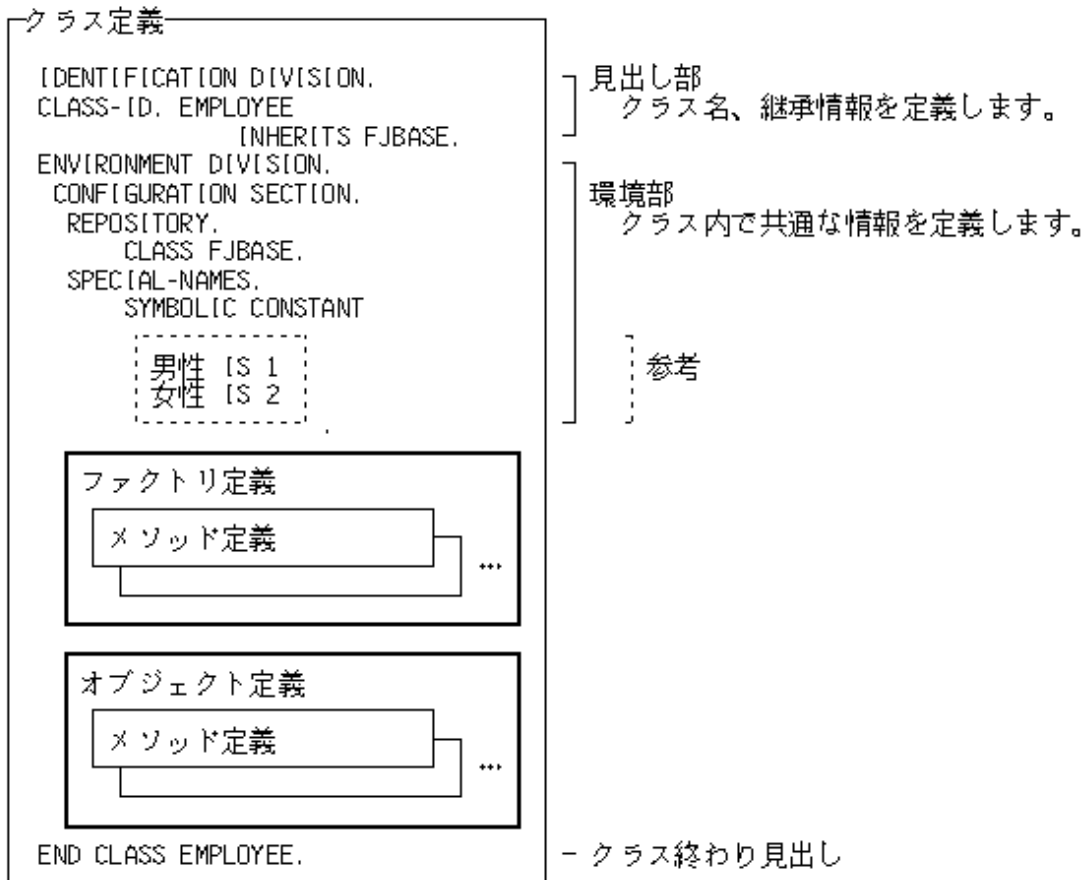 クラス定義
IDENTIFICATION DIVISION.
見出し部
CLASS-ID. EMPLOYEE
クラス名、継承情報を定義します。
INHERITS FJBASE.
ENVIRONMENT DIVISION.
CONFIGURATION SECTION.
環境部
REPOSITORY.
クラス内で共通な情報を定義します。
CLASS FJBASE.
SPECIAL-NAMES.
SYMBOLIC CONSTANT
男性 IS 1
参考
女性 IS 2
.
ファクトリ定義
メソッド定義
...
オブジェクト定義
メソッド定義
...
END CLASS EMPLOYEE.
クラス終わり見出し